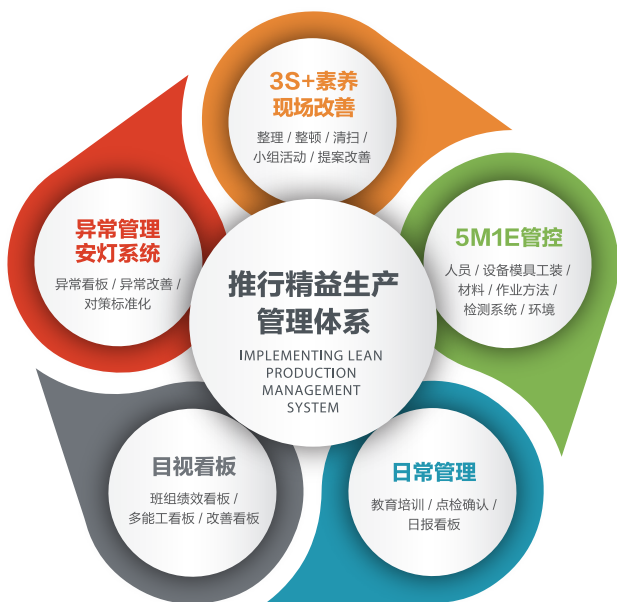 3S+素养
现场改善
整理 / 整顿 / 清扫 /
小组活动 / 提案改善
5M1E管控
人员 / 设备模具工装 /
材料 / 作业方法 /
检测系统 / 环境
日常管理
教育培训 / 点检确认 /
日报看板
目视看板
班组绩效看板 /
多能工看板 / 改善看板
异常管理
安灯系统
异常看板 / 异常改善 /
对策标准化
推行精益生产
管理体系
IMPLEMENTING LEAN
PRODUCTION
MANAGEMENT
SYSTEM